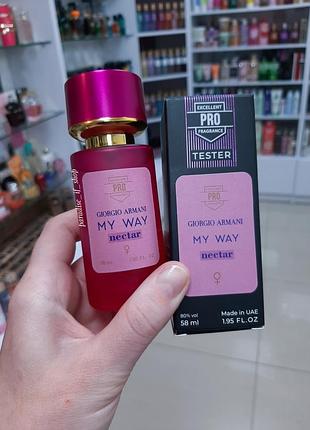 EXCELLENT
PRO
FRAGRANCE
TESTER
PRO
GIORGIO ARMANI
MY WAY
nectar
♀
80% vol
58 ml
Made in UAE
1.95 FL.OZ
PRO
GIORGIO ARMANI
MY WAY
nectar
♀
paradise_if_shop